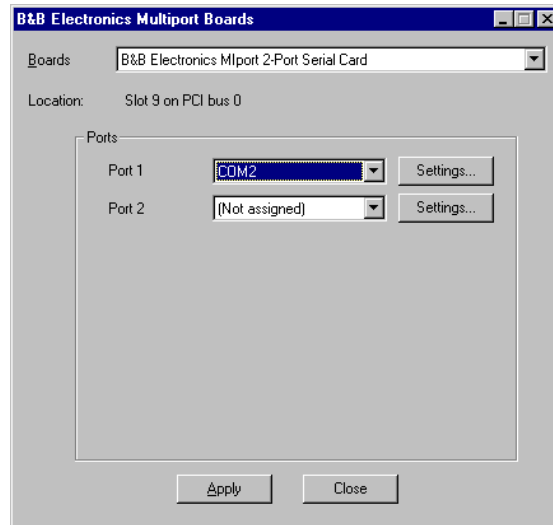 B&B Electronics Multiport Boards
Boards B&B Electronics MIport 2-Port Serial Card
Location: Slot 9 on PCI bus 0
Ports
Port 1 COM2 Settings...
Port 2 (Not assigned) Settings...
Apply Close